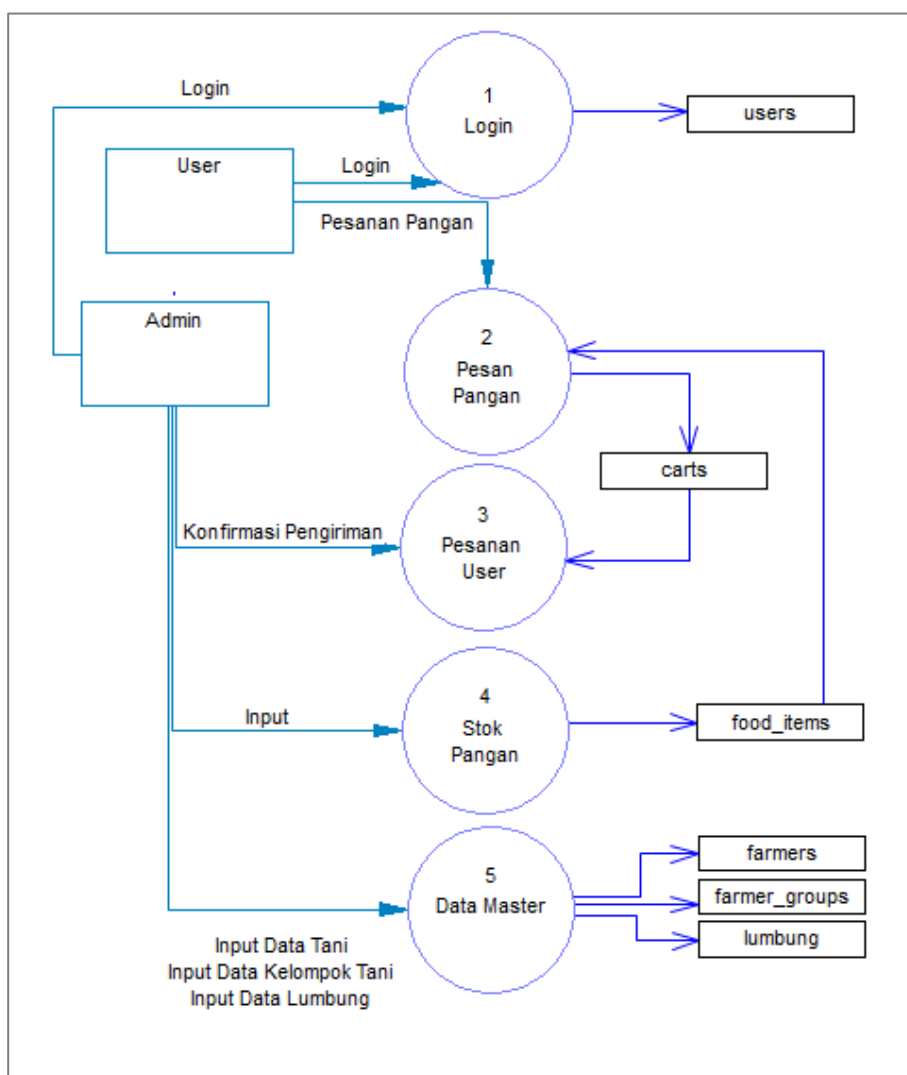 Login
1
Login
users
User
Login
Pesanan Pangan
Admin
2
Pesan
Pangan
carts
3
Konfirmasi Pengiriman
Pesanan
User
4
Input
Stok
Pangan
food_items
5
Data Master
farmers
farmer_groups
lumbung
Input Data Tani
Input Data Kelompok Tani
Input Data Lumbung